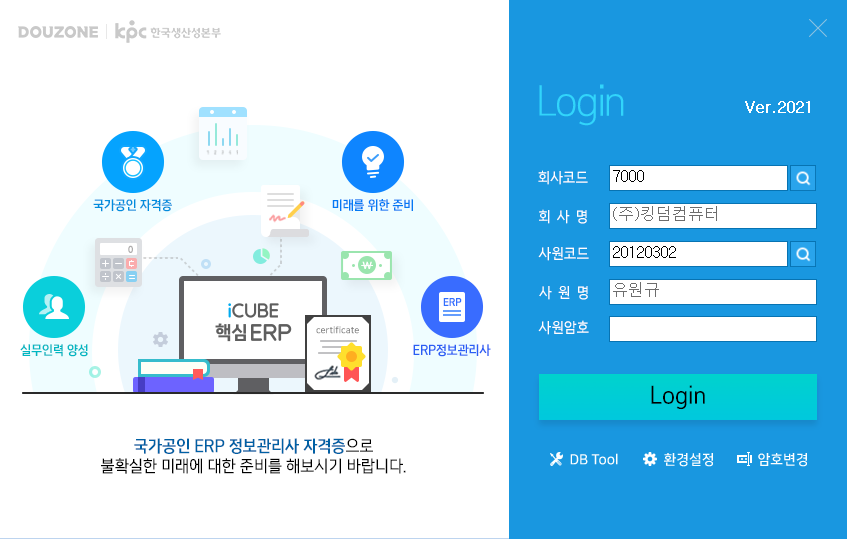 DOUZONE kpc 한국생산성본부
국가공인 자격증
미래를 위한 준비
1 2 3 4 5
0
실무인력 양성
iCUBE
핵심 ERP
certificate
ERP
ERP정보관리사
국가공인 ERP 정보관리사 자격증으로
불확실한 미래에 대한 준비를 해보시기 바랍니다.
Login
Ver.2021
회사코드 7000
회 사 명 (주)킹덤컴퓨터
사원코드 20120302
사 원 명 유원규
사원암호
Login
DB Tool 환경설정 암호변경